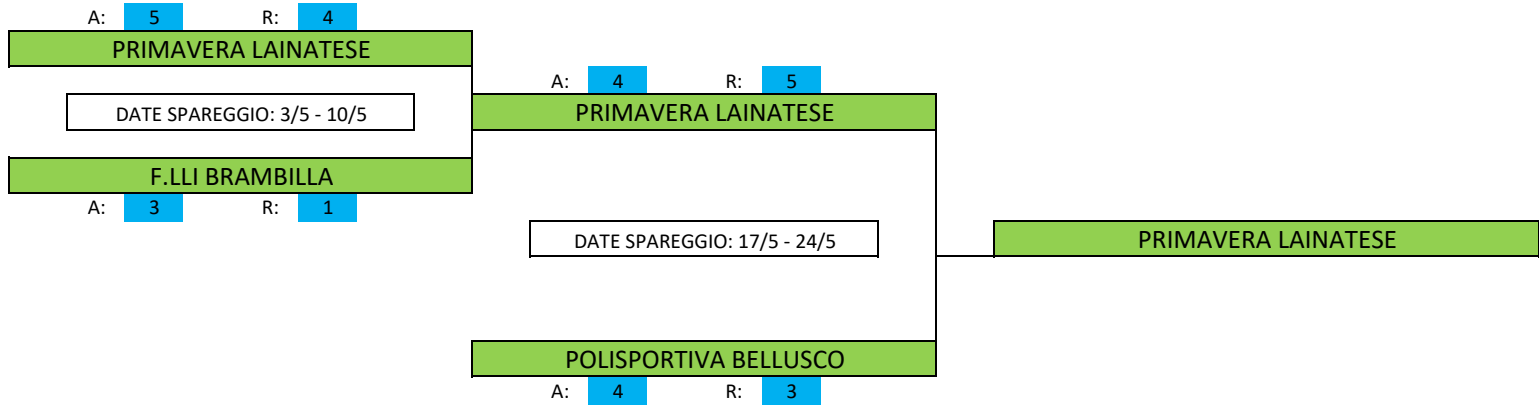 A: 5 R: 4
PRIMAVERA LAINATESE
DATE SPAREGGIO: 3/5 - 10/5
F.LLI BRAMBILLA
A: 3 R: 1
A: 4 R: 5
PRIMAVERA LAINATESE
DATE SPAREGGIO: 17/5 - 24/5
POLISPORTIVA BELLUSCO
A: 4 R: 3
PRIMAVERA LAINATESE